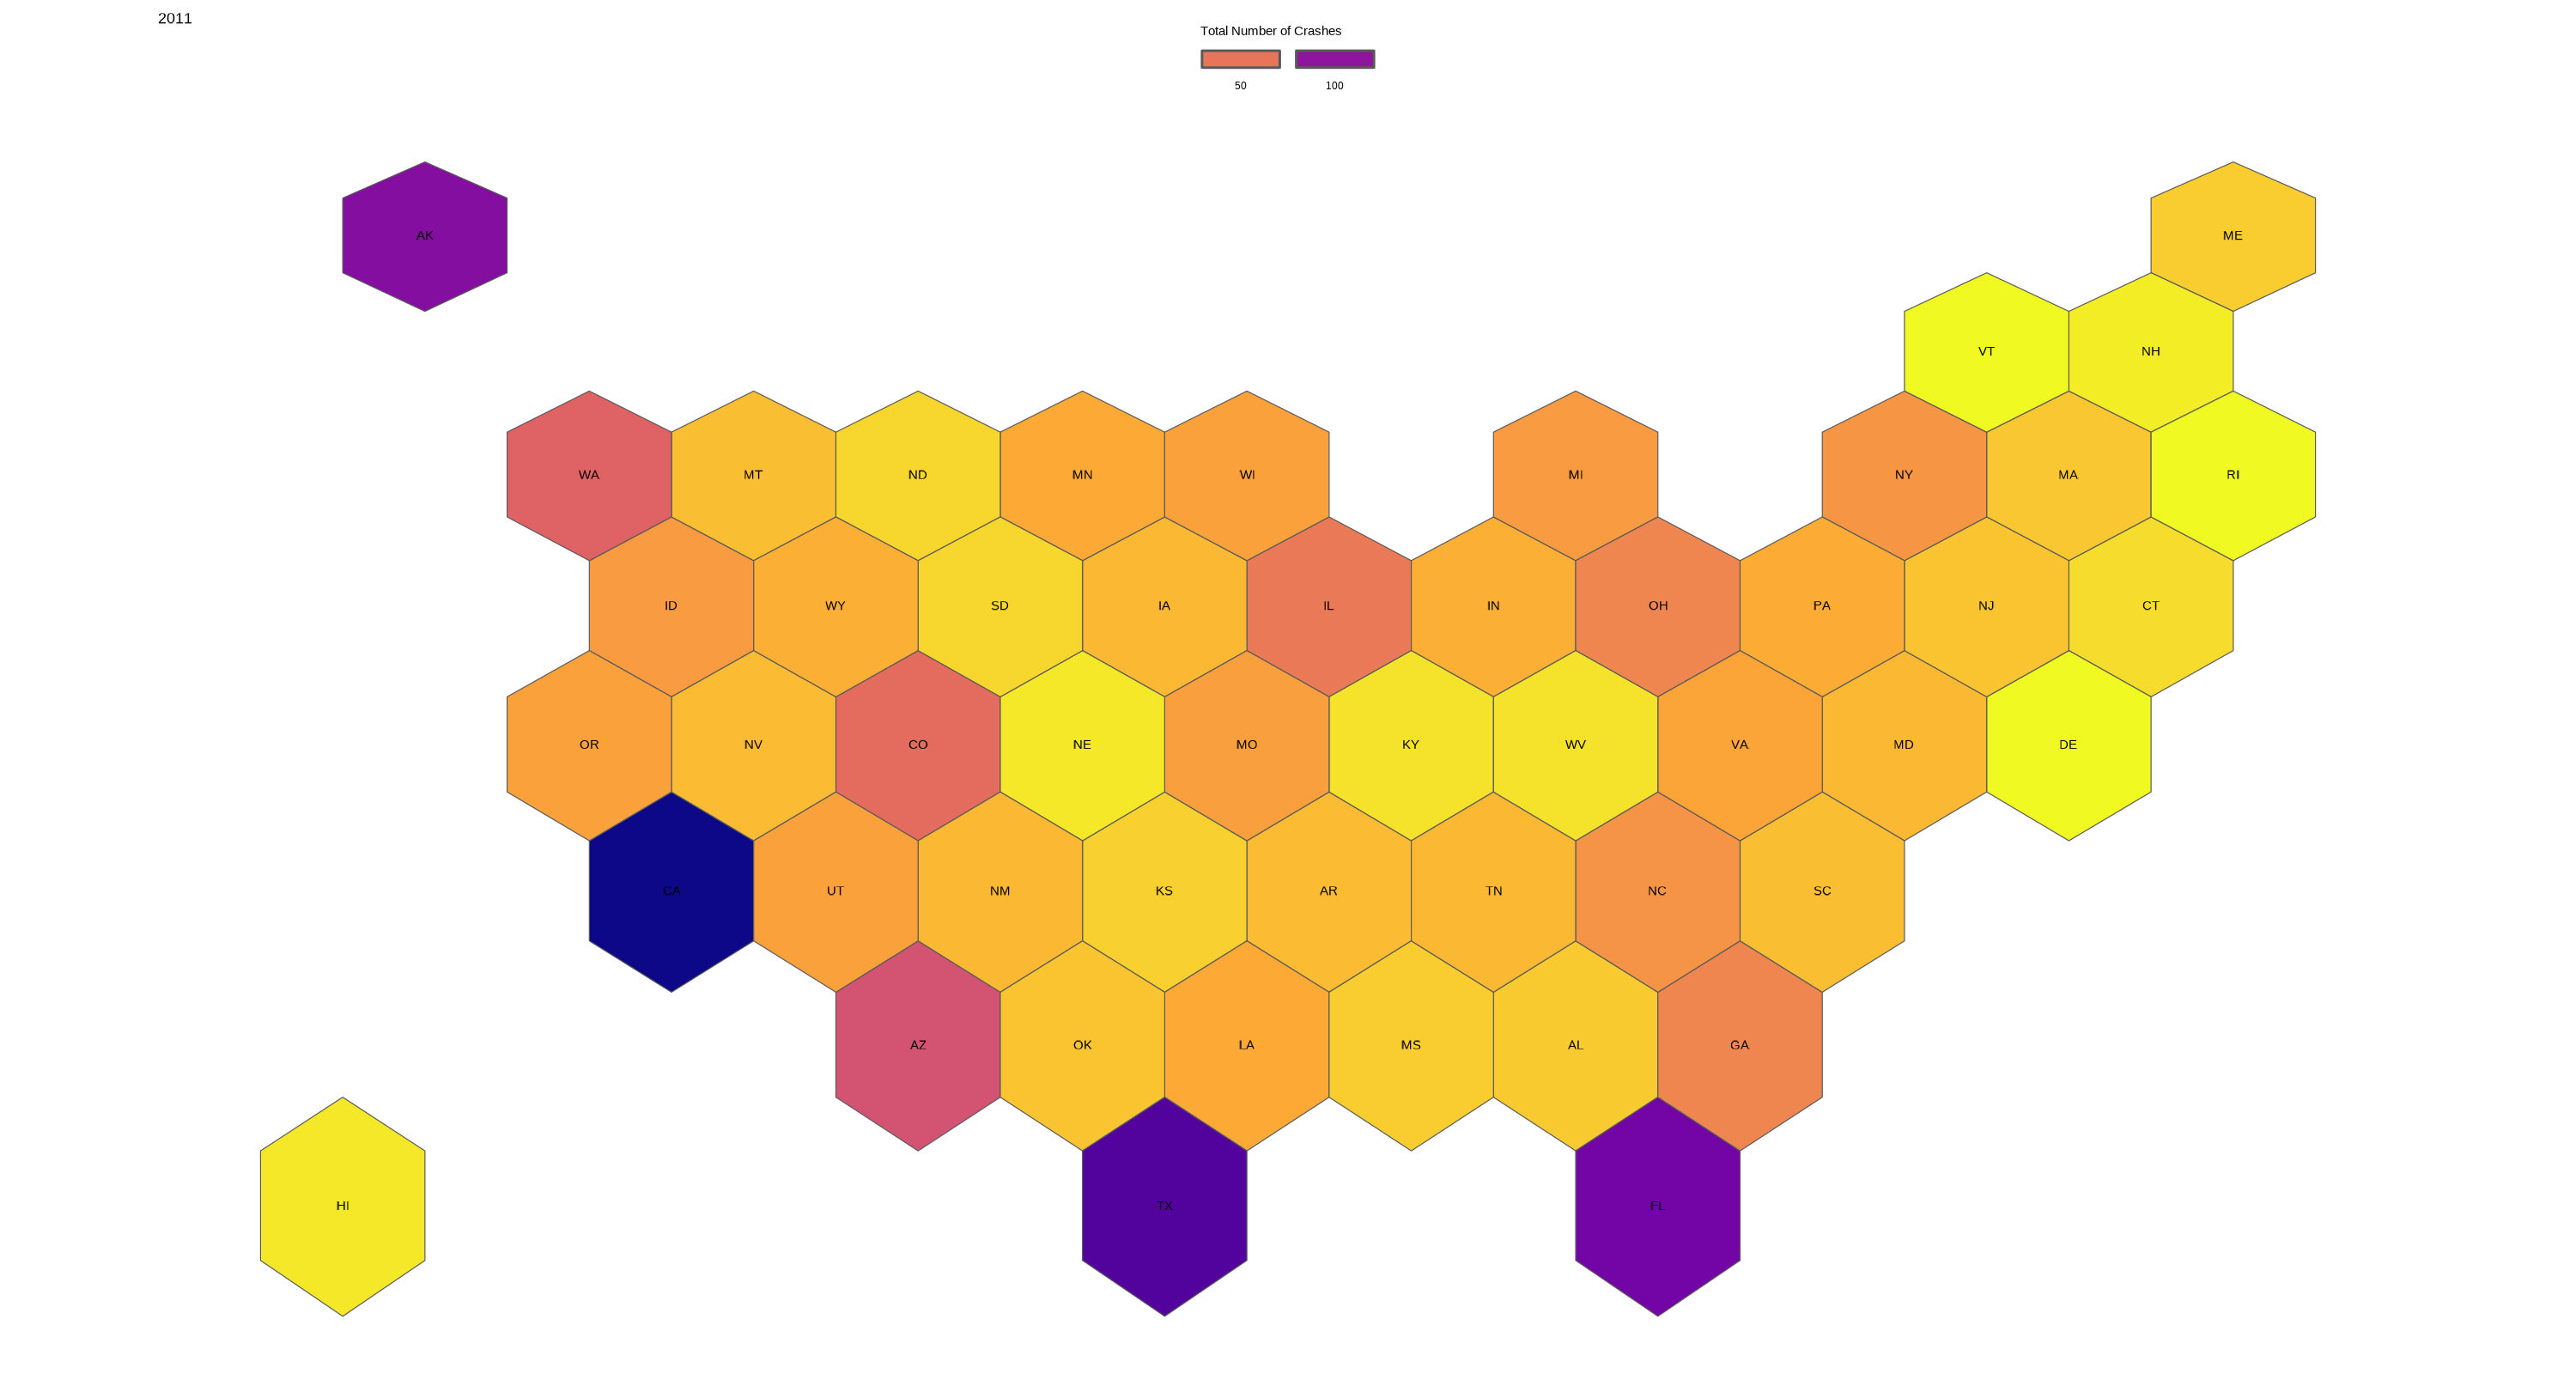 2011
Total Number of Crashes
50 100
AK ME
VT NH
WA MT ND MN WI MI NY MA RI
ID WY SD IA IL IN OH PA NJ CT
OR NV CO NE MO KY WV VA MD DE
CA UT NM KS AR TN NC SC
AZ OK LA MS AL GA
HI TX FL